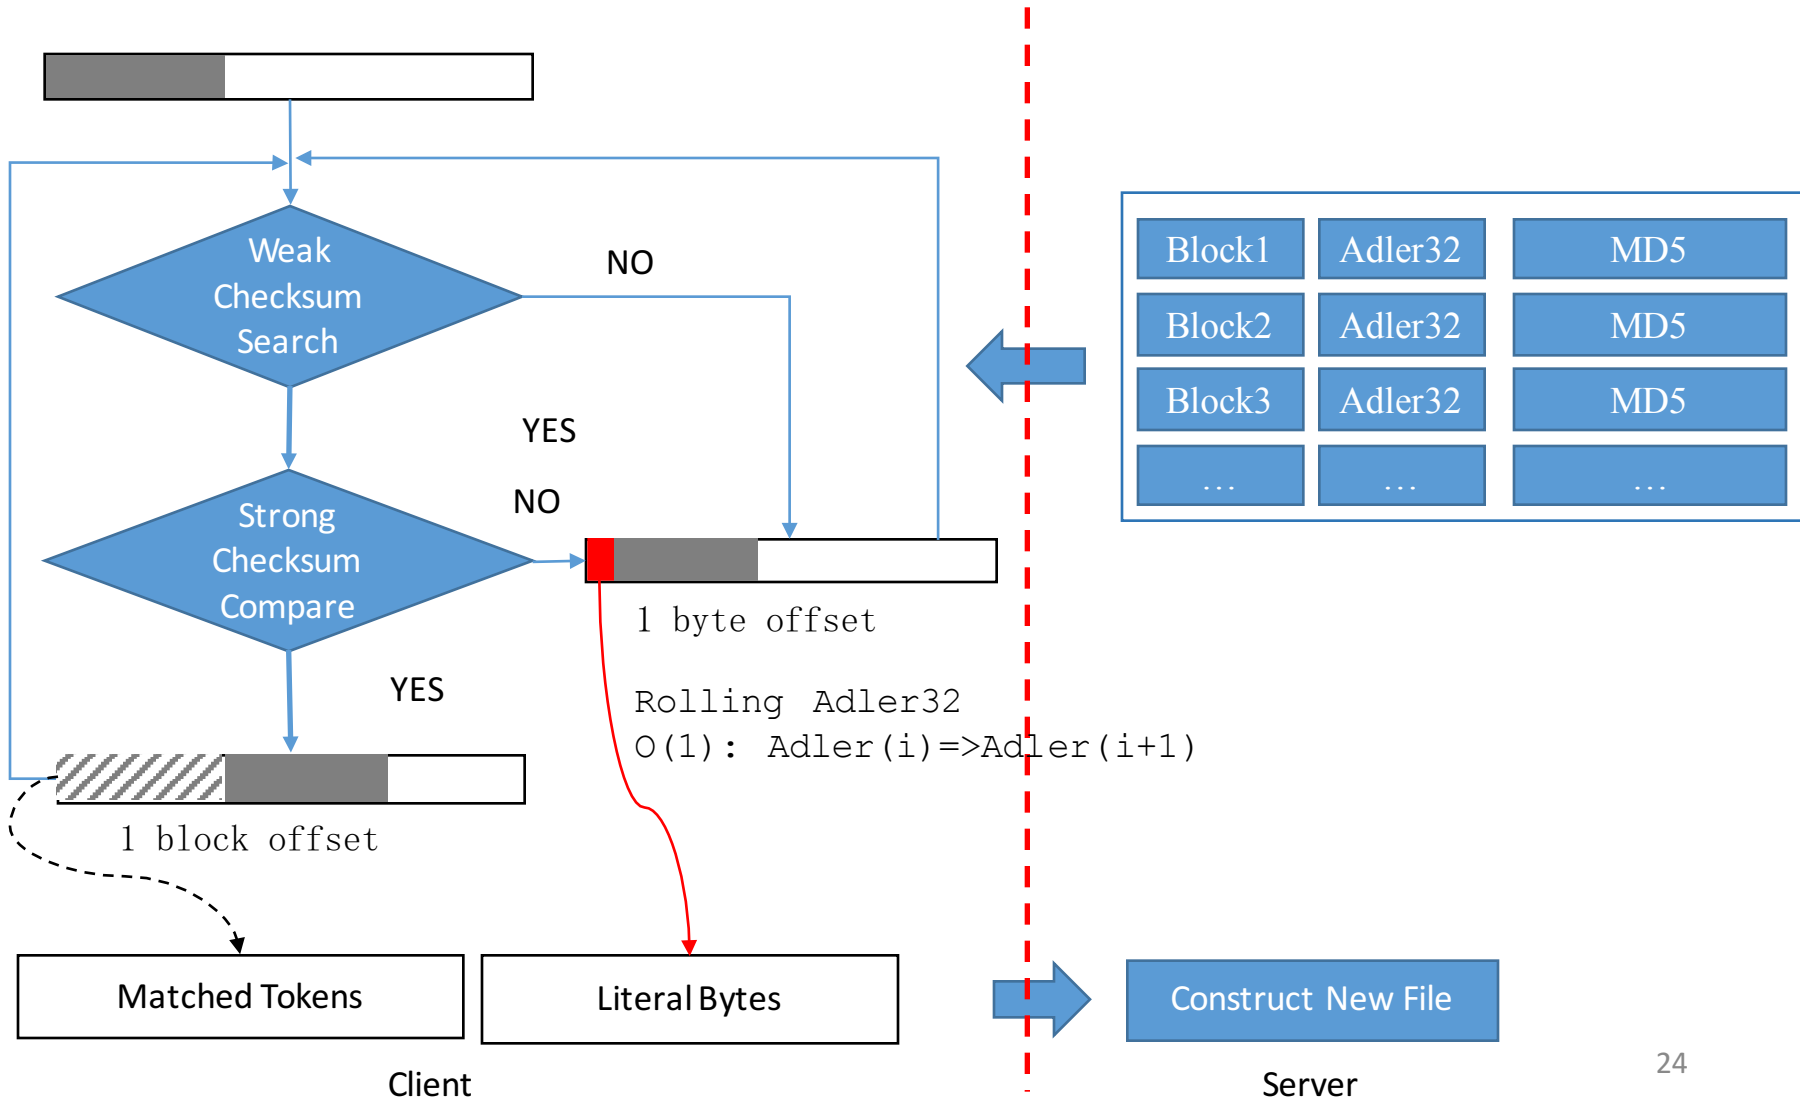 Weak
Checksum
Search
NO
YES
Strong
Checksum
Compare
NO
1 byte offset
YES
Rolling Adler32
O(1): Adler(i)=>Adler(i+1)
1 block offset
Matched Tokens
Literal Bytes
Client
Block1 Adler32 MD5
Block2 Adler32 MD5
Block3 Adler32 MD5
... ... ...
Construct New File
Server
24